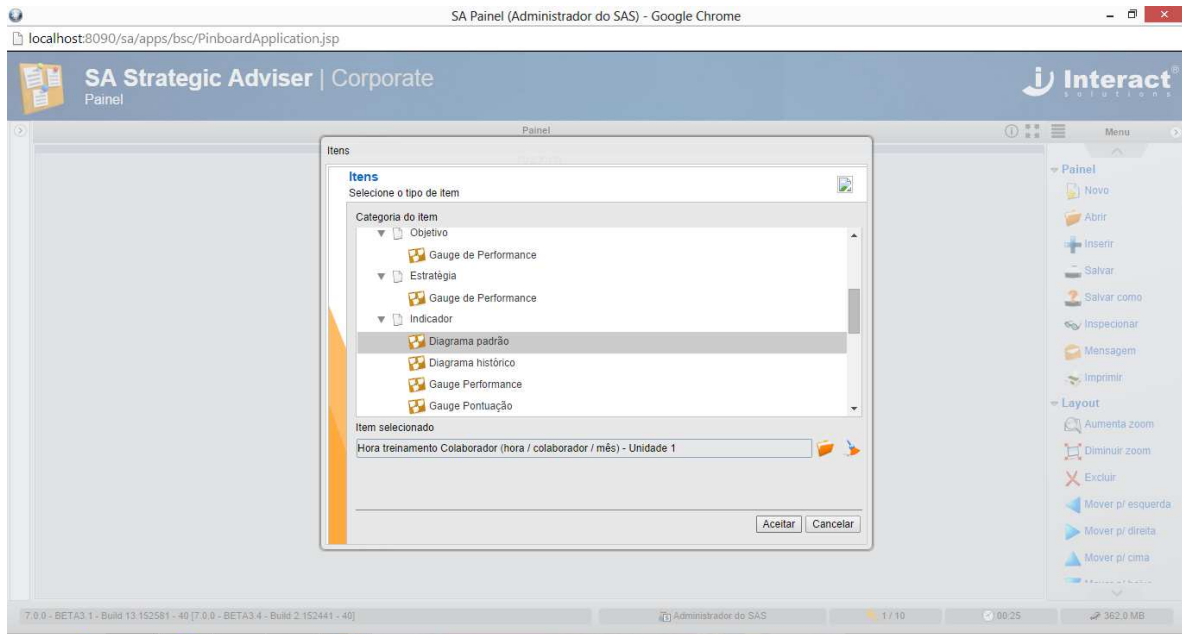 SA Painel (Administrador do SAS) - Google Chrome
localhost:8090/sa/apps/bsc/PinboardApplication.jsp
SA Strategic Adviser | Corporate
Painel
Interact®
solutions
Painel
Menu
Itens
Itens
Selecione o tipo de item
Categoria do item
Objetivo
Gauge de Performance
Estratégia
Gauge de Performance
Indicador
Diagrama padrão
Diagrama histórico
Gauge Performance
Gauge Pontuação
Item selecionado
Hora treinamento Colaborador (hora / colaborador / mês) - Unidade 1
Aceitar Cancelar
Painel
Novo
Abrir
Inserir
Salvar
Salvar como
Inspecionar
Mensagem
Imprimir
Layout
Aumenta zoom
Diminuir zoom
Excluir
Mover p/ esquerda
Mover p/ direita
Mover p/ cima
7.0.0 - BETA3.1 - Build 13.152581 - 40 [7.0.0 - BETA3.4 - Build 2.152441 - 40]
Administrador do SAS
1 / 10
00:25
362.0 MB